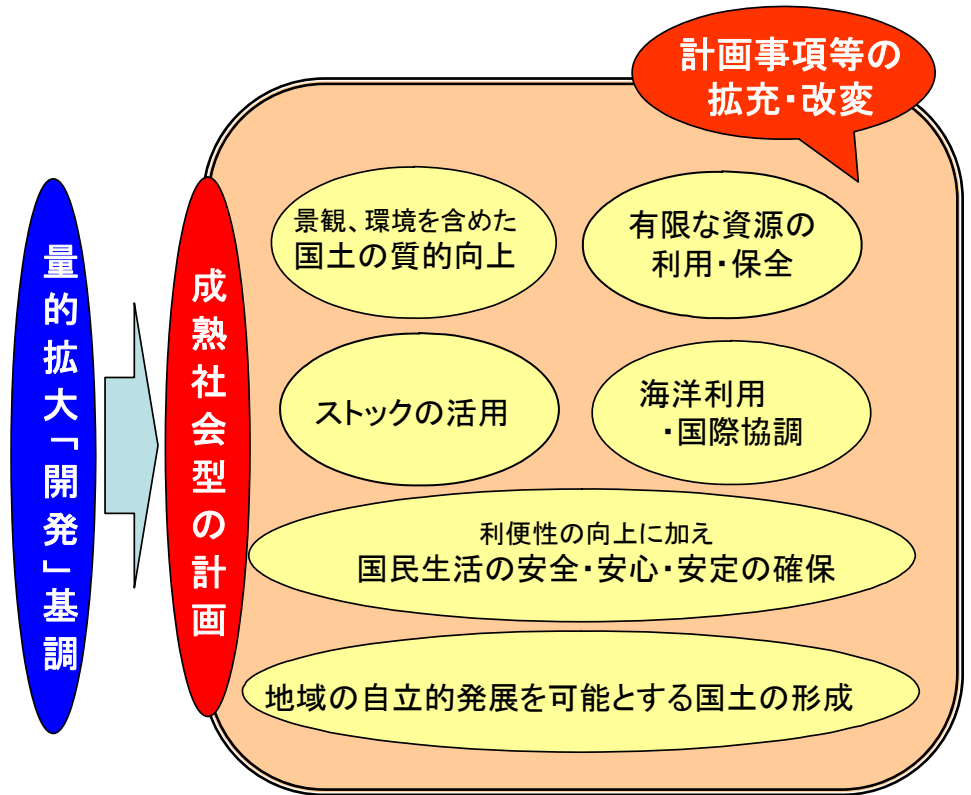 計画事項等の
拡充・改変
量的拡大「開発」基調
成熟社会型の計画
景観、環境を含めた
国土の質的向上
有限な資源の
利用・保全
ストックの活用
海洋利用
・国際協調
利便性の向上に加え
国民生活の安全・安心・安定の確保
地域の自立的発展を可能とする国土の形成